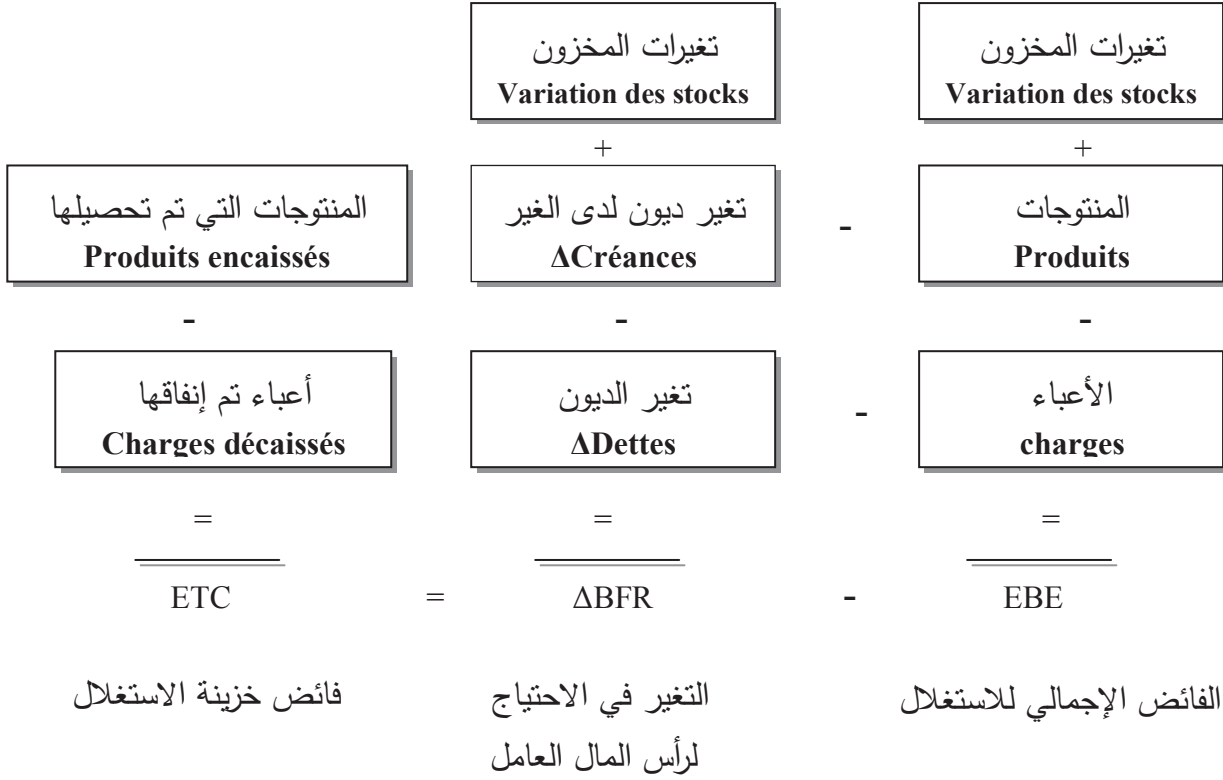 تغيرات المخزون
Variation des stocks
تغيرات المخزون
Variation des stocks
+
+
المنتوجات
Produits
-
تغير ديون لدى الغير
ΔCréances
المنتوجات التي تم تحصيلها
Produits encaissés
-
-
-
الأعباء
charges
-
تغير الديون
ΔDettes
أعباء تم إنفاقها
Charges décaissés
=
=
=
EBE
-
ΔBFR
=
ETC
الفائض الإجمالي للاستغلال
التغير في الاحتياج
لرأس المال العامل
فائض خزينة الاستغلال